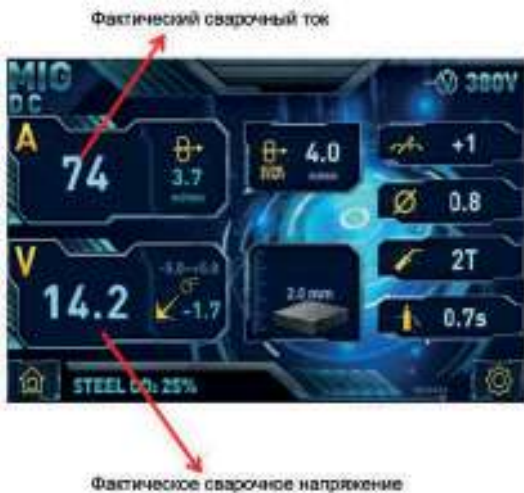 Фактический сварочный ток
MIG
DC
380V
A
74
3.7
4.0
+1
0.8
2.0 mm
V
14.2
-5.0~+5.0
-1.7
2T
0.7s
STEEL CO₂ 25%
Фактическое сварочное напряжение